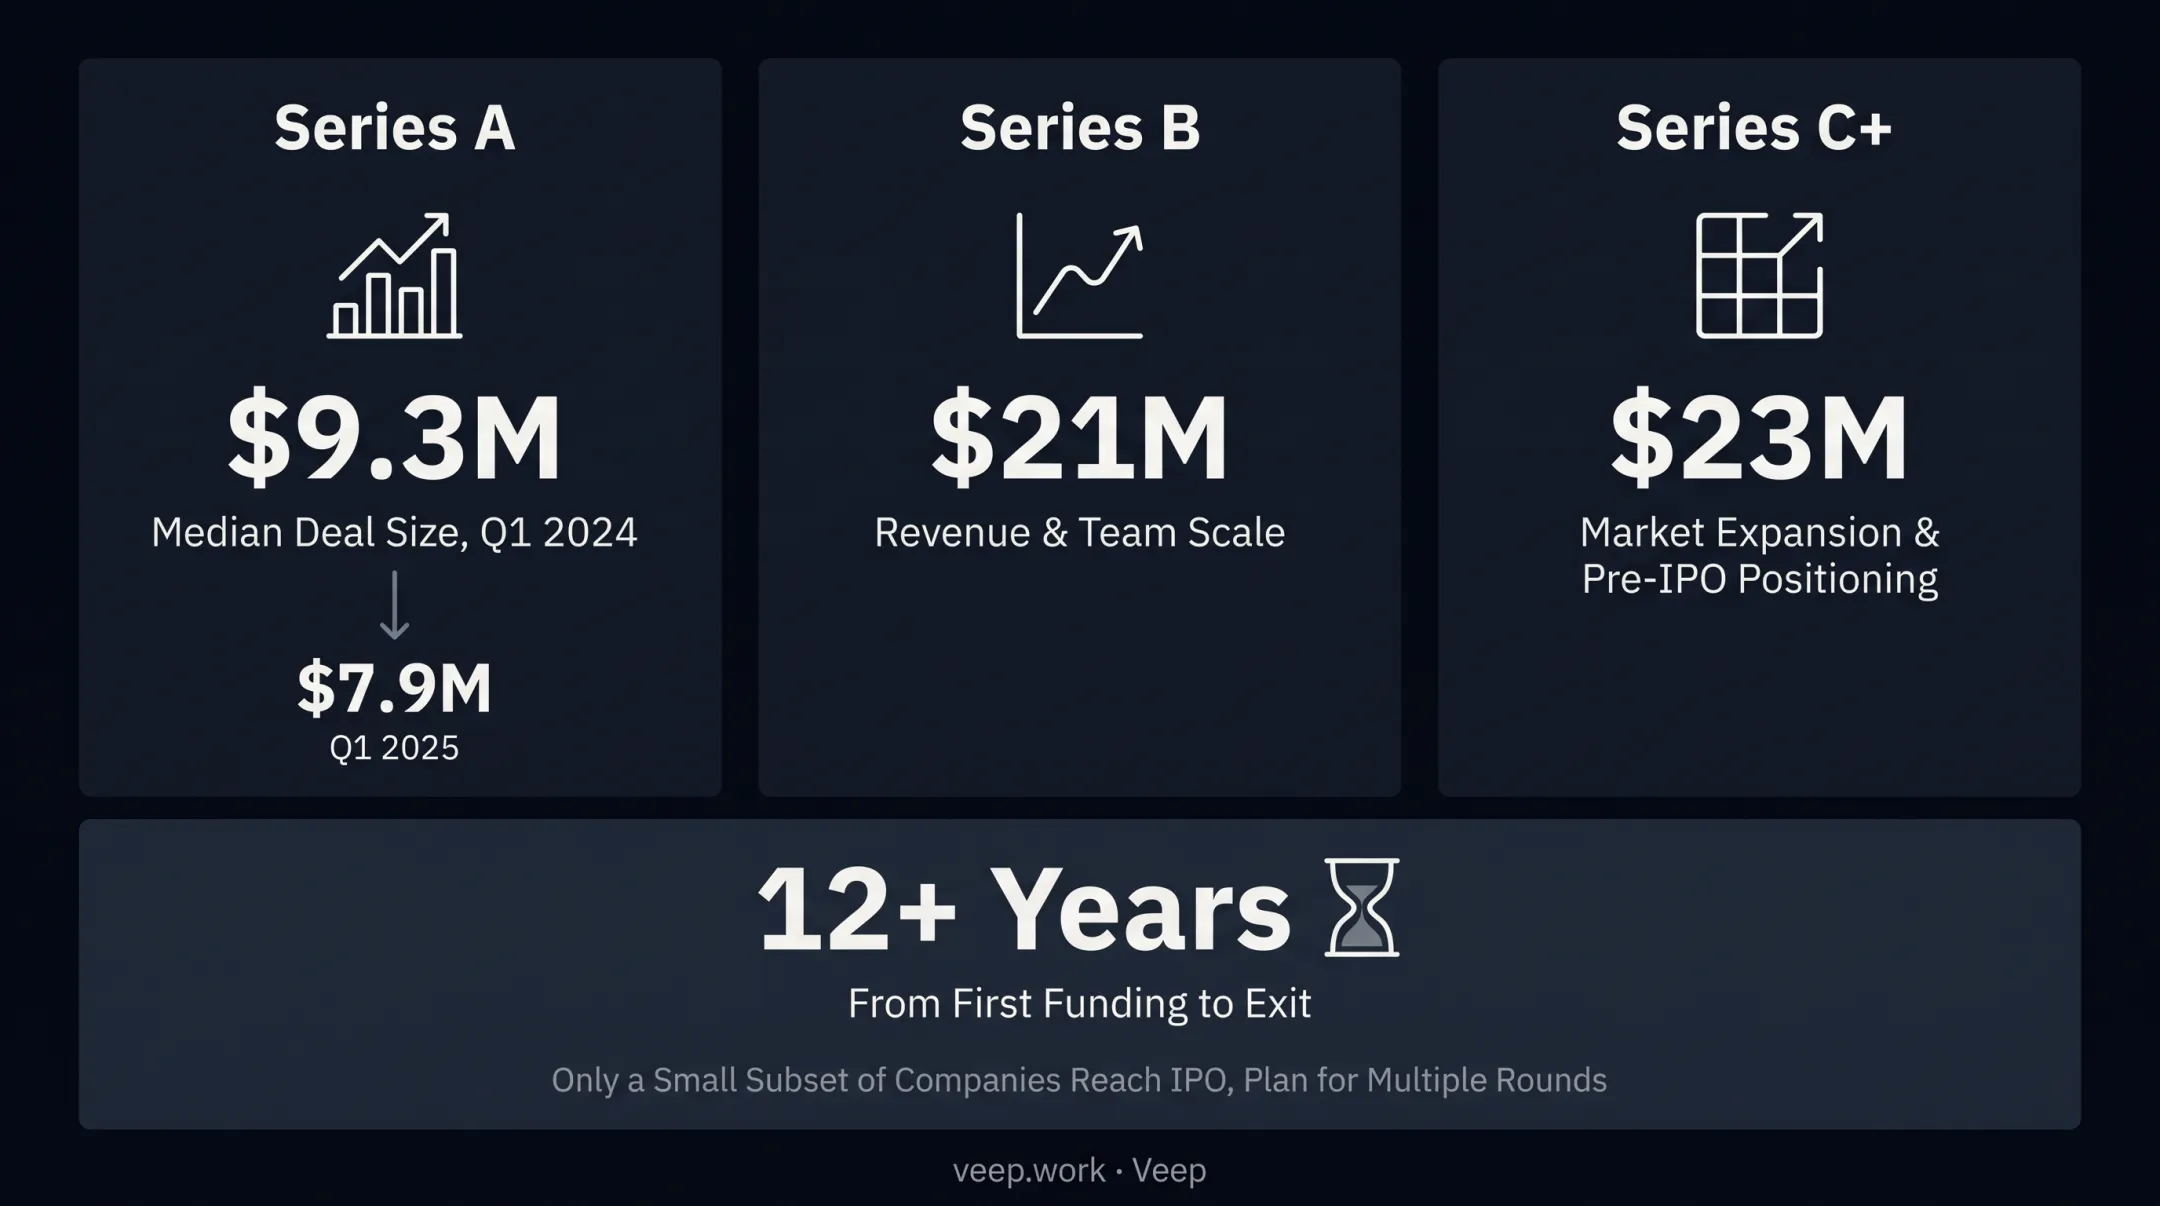 Series A
$9.3M
Median Deal Size, Q1 2024
$7.9M
Q1 2025
Series B
$21M
Revenue & Team Scale
Series C+
$23M
Market Expansion &
Pre-IPO Positioning
12+ Years
From First Funding to Exit
Only a Small Subset of Companies Reach IPO, Plan for Multiple Rounds
veep.work · Veep